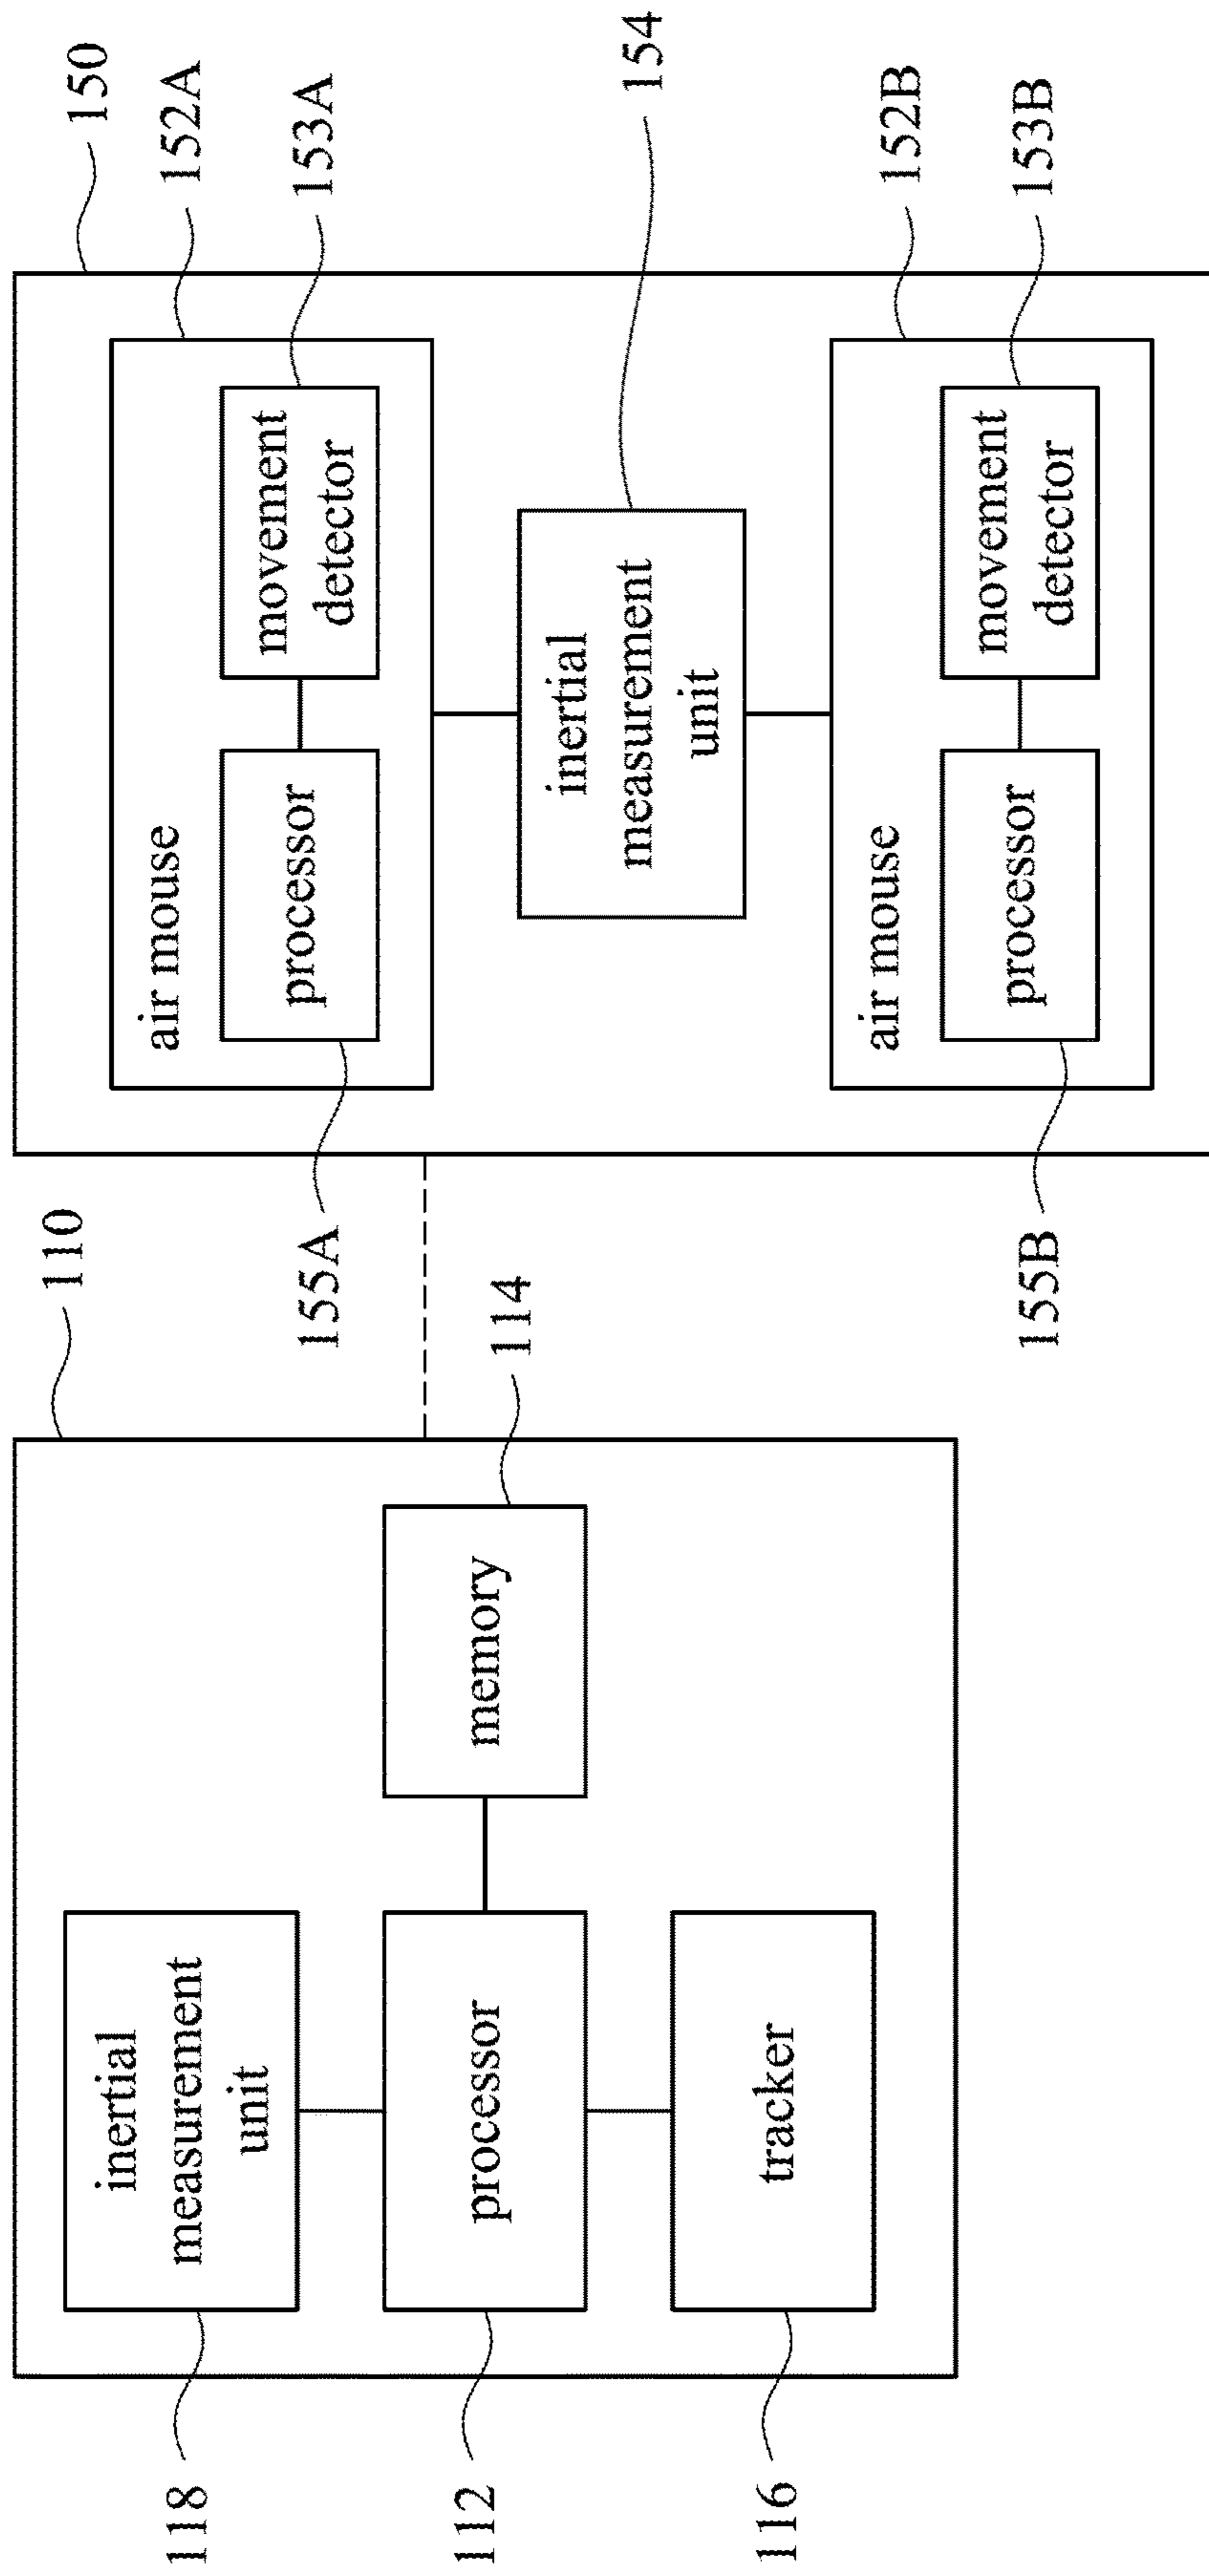 110
118
inertial
measurement
unit
112
processor
114
memory
116
tracker
150
152A
air mouse
155A
processor
153A
movement
detector
154
inertial
measurement
unit
152B
air mouse
155B
processor
153B
movement
detector